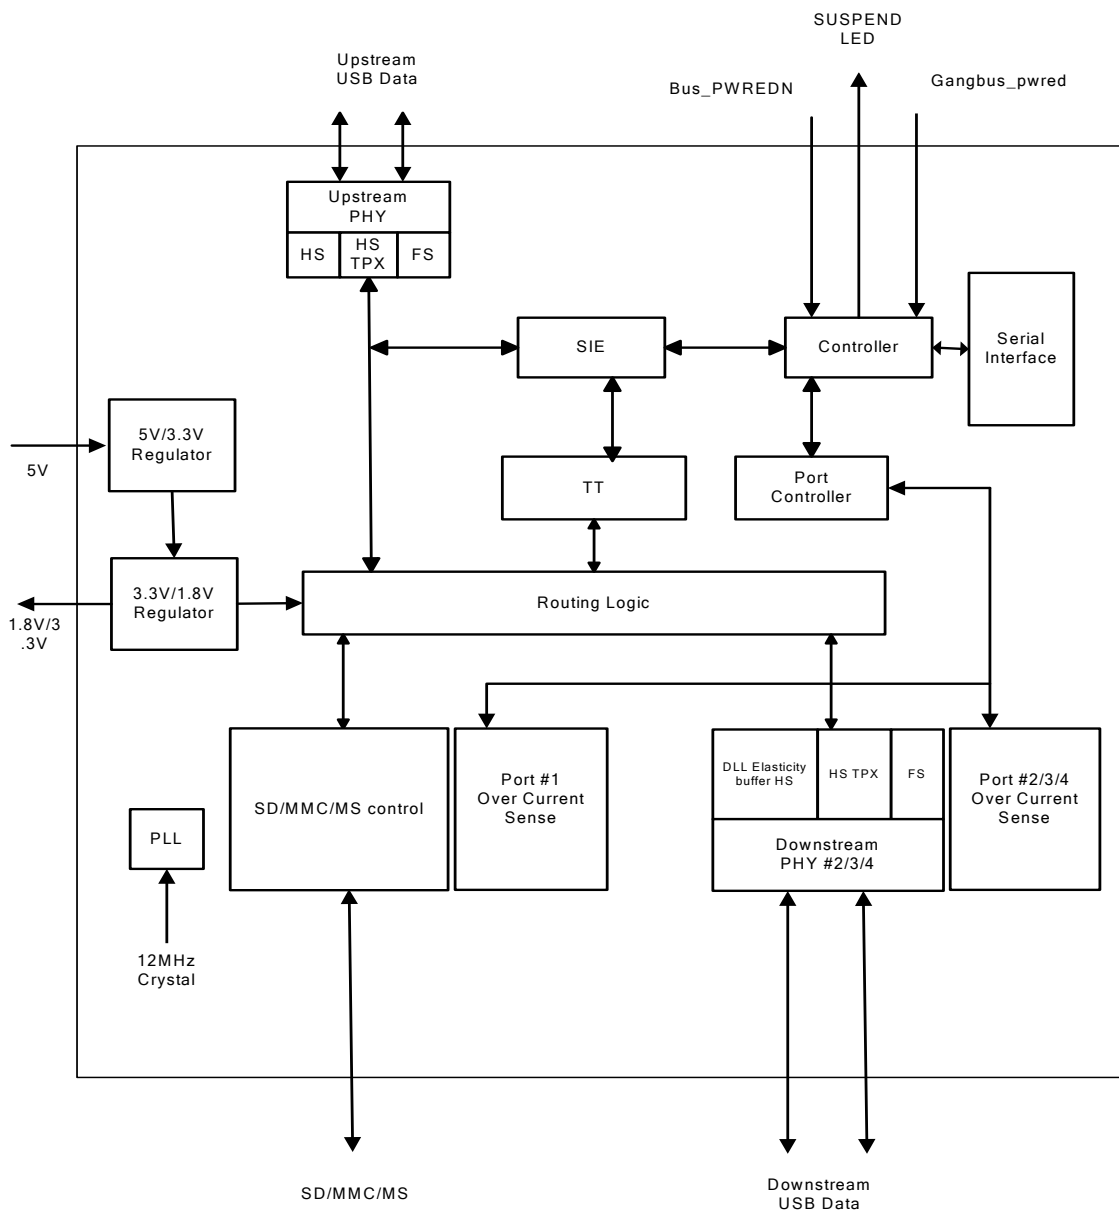 SUSPEND
LED
Upstream
USB Data
Bus_PWREDN
Gangbus_pwred
Upstream
PHY
HS
HS
TPX
FS
SIE
Controller
Serial
Interface
5V/3.3V
Regulator
5V
TT
Port
Controller
3.3V/1.8V
Regulator
1.8V/3
.3V
Routing Logic
SD/MMC/MS control
Port #1
Over Current
Sense
DLL Elasticity
buffer HS
HS TPX
FS
Downstream
PHY #2/3/4
Port #2/3/4
Over Current
Sense
PLL
12MHz
Crystal
SD/MMC/MS
Downstream
USB Data